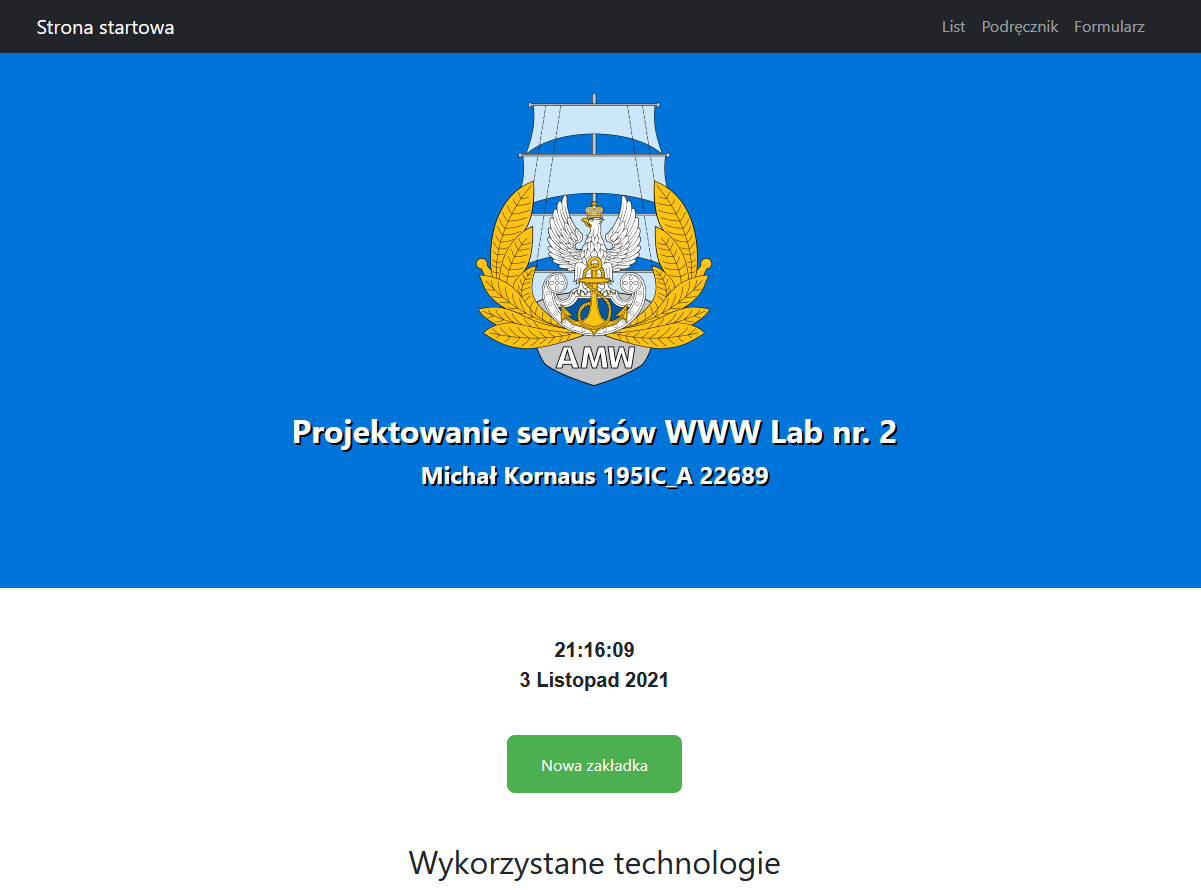 Strona startowa
List Podręcznik Formularz
AMW
Projektowanie serwisów WWW Lab nr. 2
Michał Kornaus 195IC_A 22689
21:16:09
3 Listopad 2021
Nowa zakładka
Wykorzystane technologie